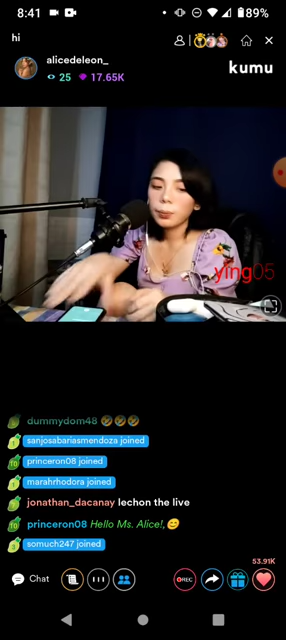 8:41
89%
hi
alicedeleon_
25
17.65K
kumu
ying05
dummydom48 🤣🤣🤣
sanjosabariasmendoza joined
princeron08 joined
marahrhodora joined
jonathan_dacanay lechon the live
princeron08 Hello Ms. Alice!,😊
somuch247 joined
53.91K
Chat
REC